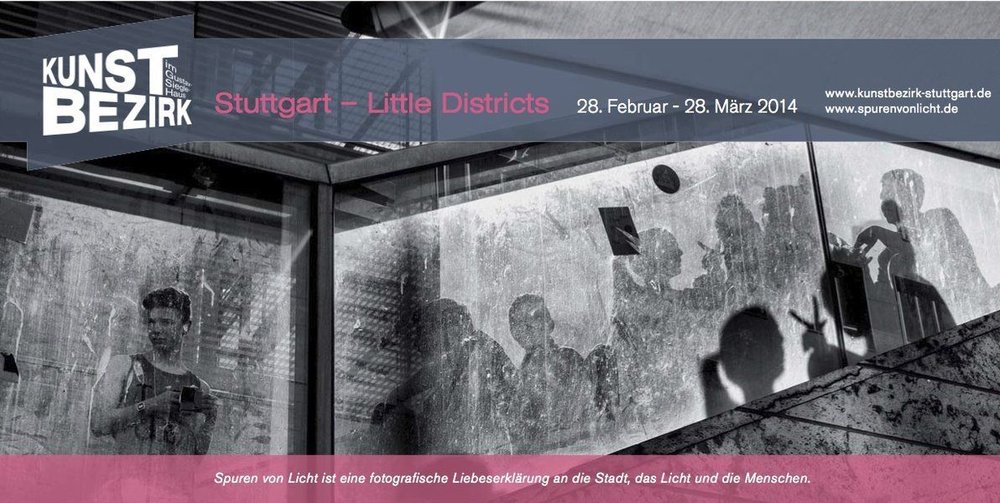 KUNST
BEZIRK
im
Gustav
Siegle
Haus
Stuttgart – Little Districts
28. Februar - 28. März 2014
www.kunstbezirk-stuttgart.de
www.spurenvonlicht.de
Spuren von Licht ist eine fotografische Liebeserklärung an die Stadt, das Licht und die Menschen.